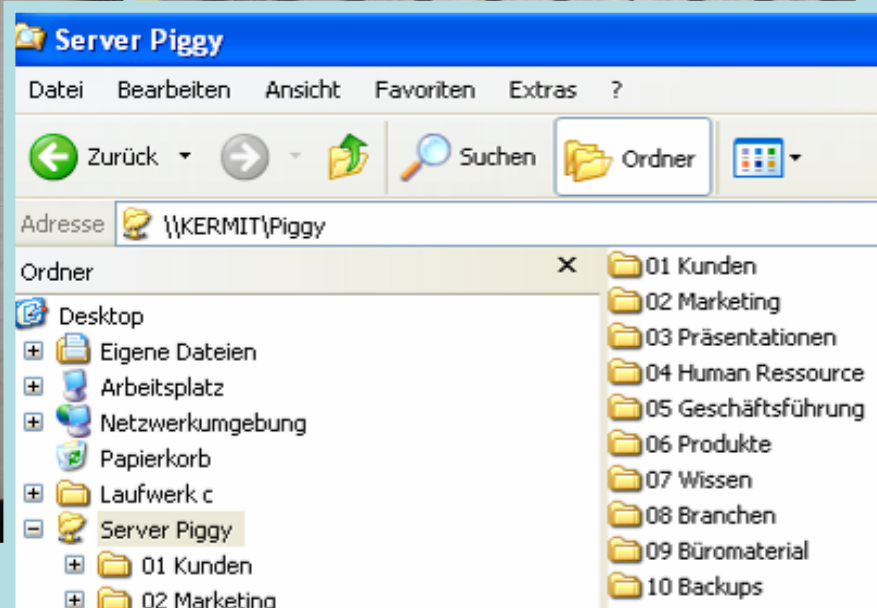 Server Piggy
Datei Bearbeiten Ansicht Favoriten Extras ?
Zurück Suchen Ordner
Adresse \\KERMIT\Piggy
Ordner
Desktop
Eigene Dateien
Arbeitsplatz
Netzwerkumgebung
Papierkorb
Laufwerk c
Server Piggy
01 Kunden
02 Marketing
01 Kunden
02 Marketing
03 Präsentationen
04 Human Ressource
05 Geschäftsführung
06 Produkte
07 Wissen
08 Branchen
09 Büromaterial
10 Backups